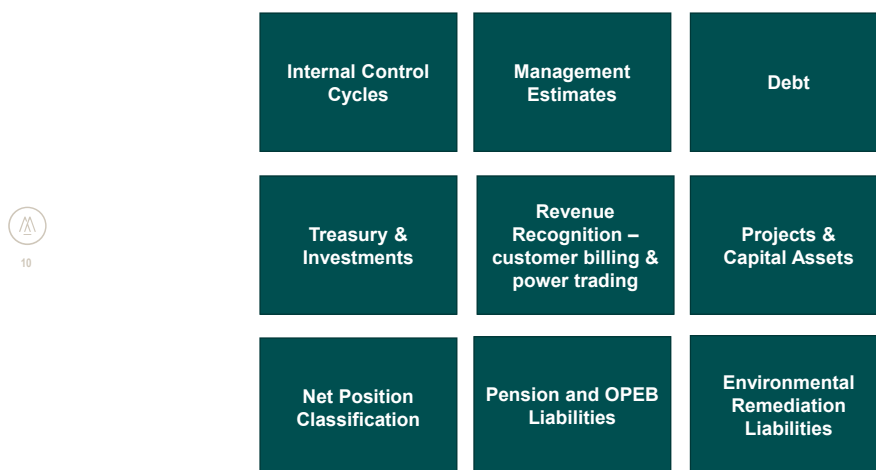 Internal Control
Cycles
Management
Estimates
Debt
Treasury &
Investments
Revenue
Recognition –
customer billing &
power trading
Projects &
Capital Assets
10
Net Position
Classification
Pension and OPEB
Liabilities
Environmental
Remediation
Liabilities